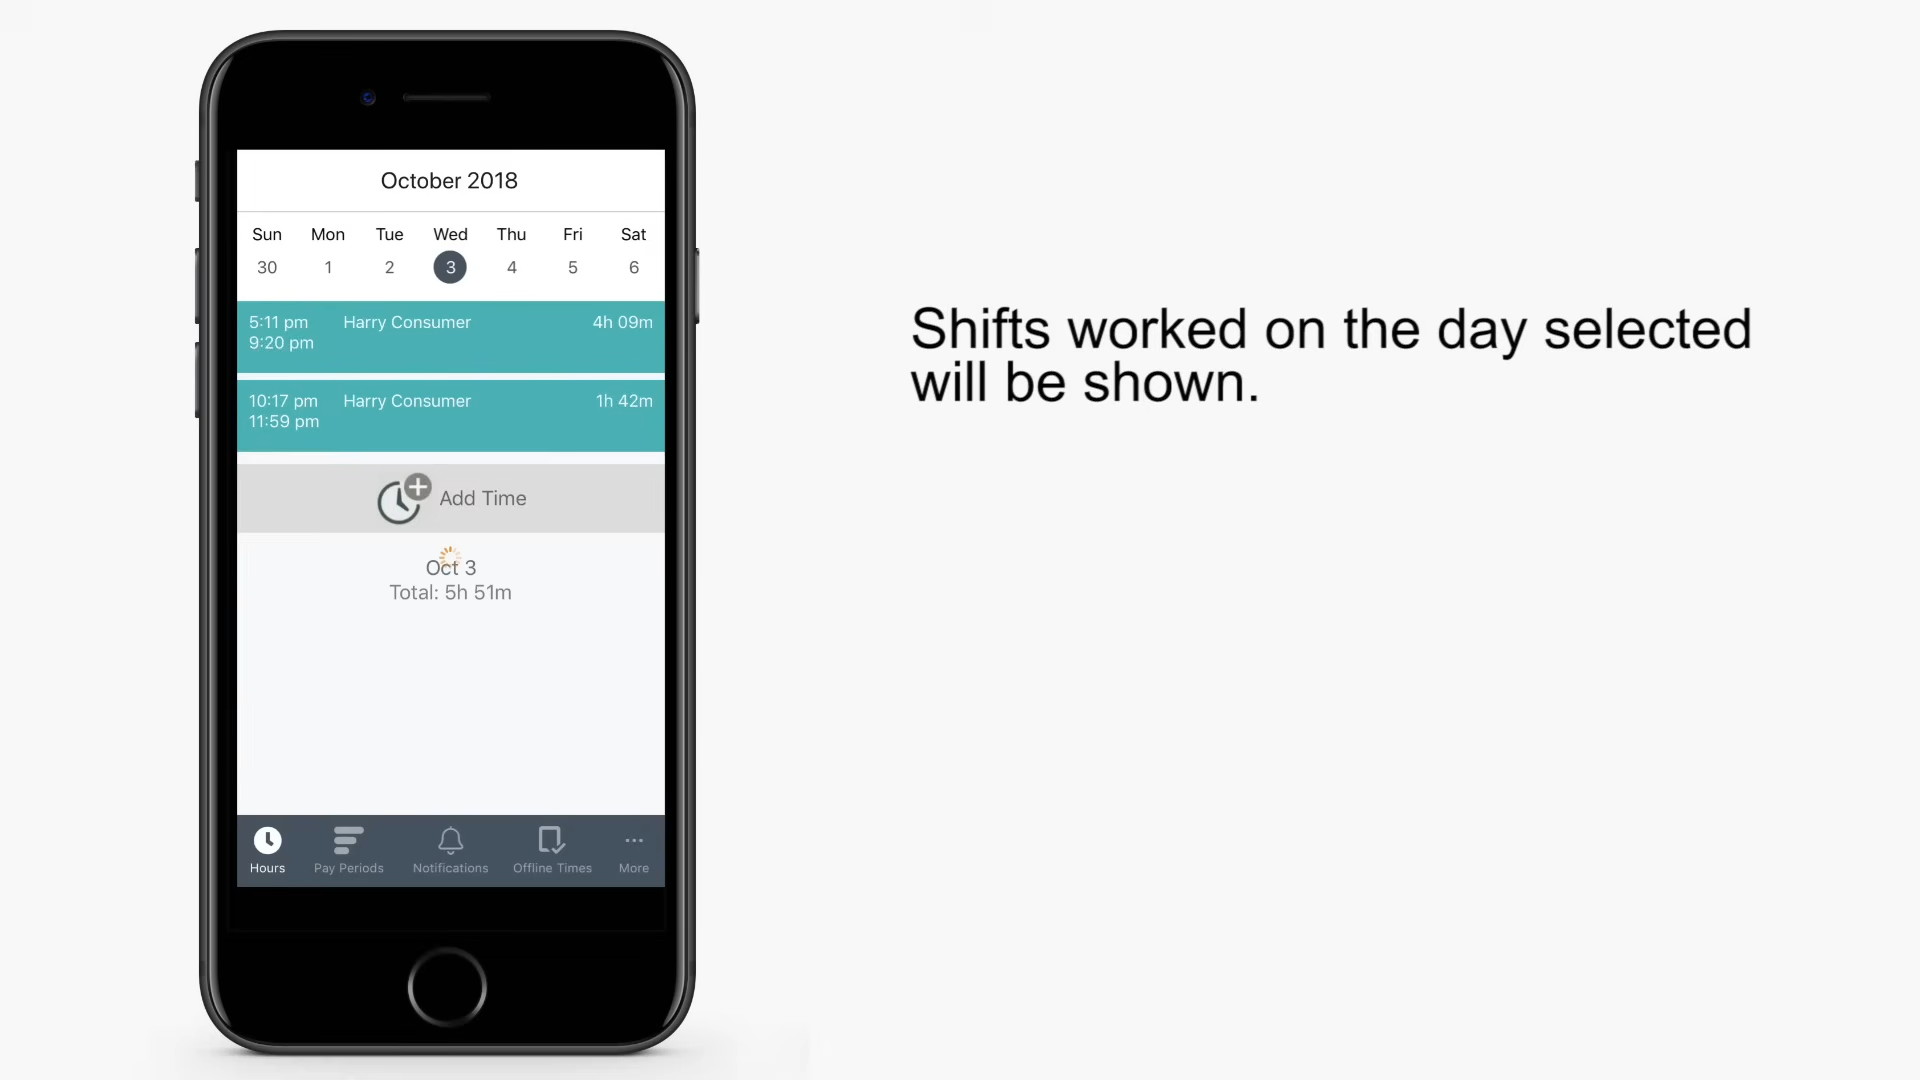 October 2018
Sun Mon Tue Wed Thu Fri Sat
30 1 2 3 4 5 6
5:11 pm Harry Consumer 4h 09m
9:20 pm
10:17 pm Harry Consumer 1h 42m
11:59 pm
Add Time
Oct 3
Total: 5h 51m
Hours Pay Periods Notifications Offline Times More
Shifts worked on the day selected
will be shown.